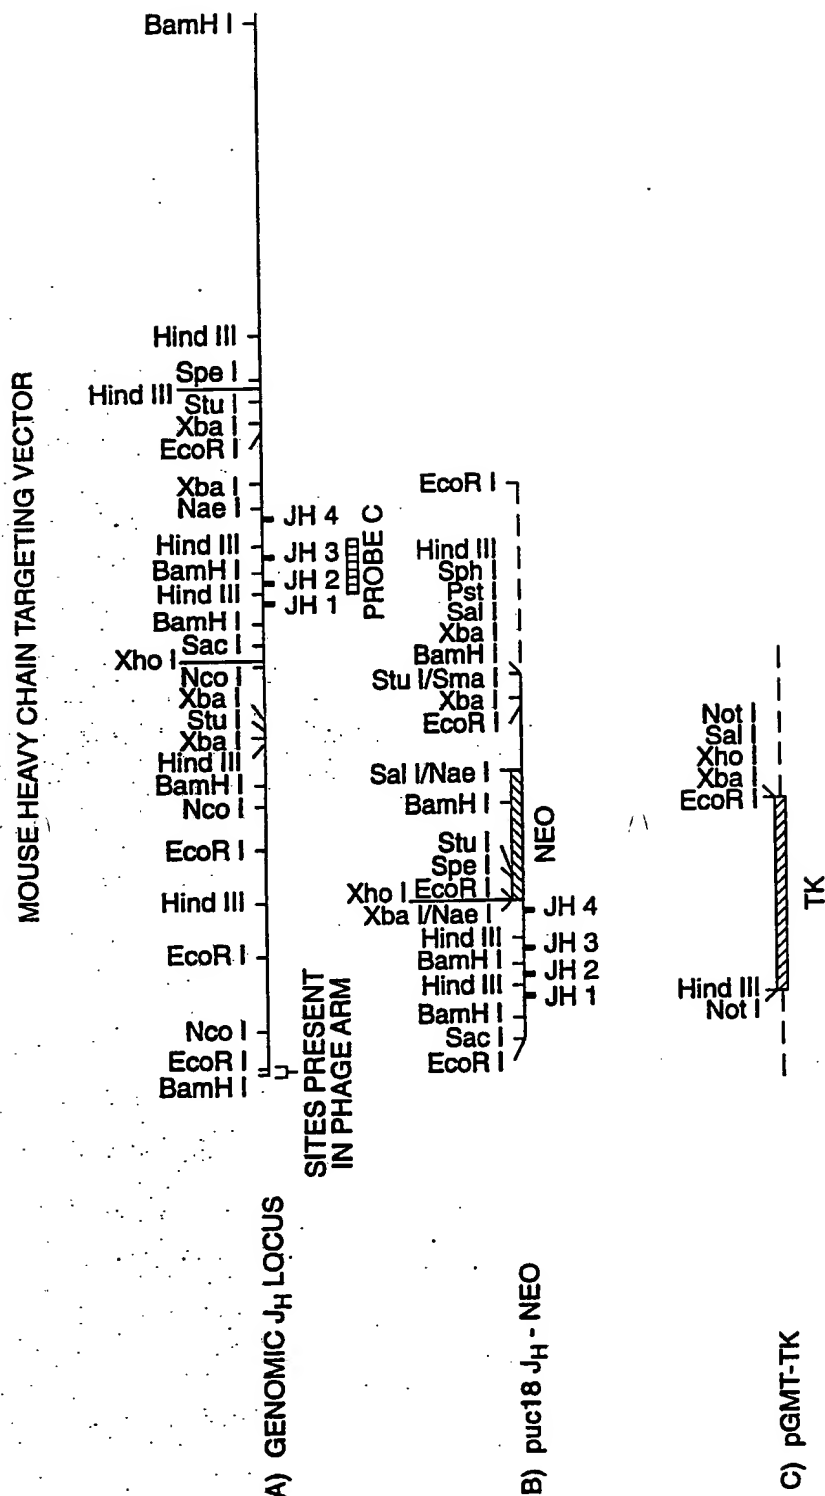 MOUSE HEAVY CHAIN TARGETING VECTOR
BamH I
Hind III
Spe I
Hind III
Stu I
Xba I
EcoR I
Xba I
Nae I
JH 4
Hind III
JH 3
BamH I
JH 2
Hind III
JH 1
PROBE C
BamH I
Sac I
Xho I
Nco I
Xba I
Stu I
Xba I
Hind III
BamH I
Nco I
EcoR I
Hind III
EcoR I
Nco I
EcoR I
BamH I
SITES PRESENT
IN PHAGE ARM
A) GENOMIC JH LOCUS
EcoR I
Hind III
Sph I
Pst I
Sal I
Xba I
BamH I
Stu I/Sma I
Xba I
EcoR I
Sal I/Nae I
BamH I
NEO
Stu I
Spe I
EcoR I
Xho I
Xba I/Nae I
JH 4
Hind III
JH 3
BamH I
JH 2
Hind III
JH 1
BamH I
Sac I
EcoR I
B) puc18 JH - NEO
Not I
Sal I
Xho I
Xba I
EcoR I
TK
Hind III
Not I
C) pGMT-TK